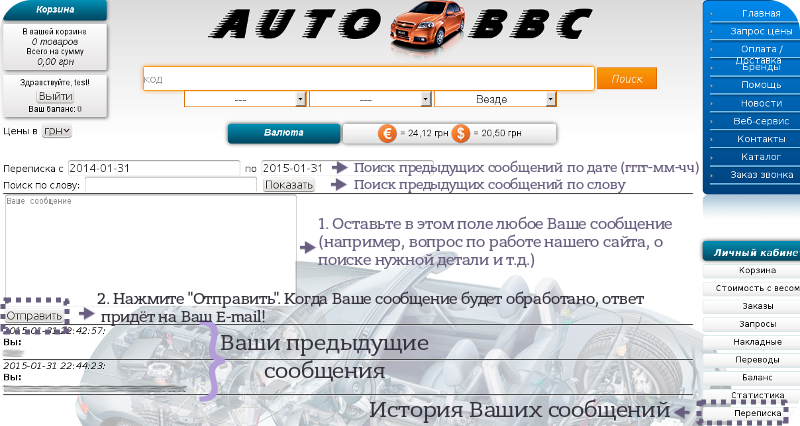 Корзина
В вашей корзине
0 товаров
Всего на сумму
0,00 грн
Здравствуйте, test!
Выйти
Ваш баланс: 0
Цены в грн
AUTO BBC
код
Поиск
--- --- Везде
Валюта
€ = 24,12 грн $ = 20,50 грн
Главная
Запрос цены
Оплата /
Доставка
Бренды
Помощь
Новости
Веб-сервис
Контакты
Каталог
Заказ звонка
Переписка с 2014-01-31 по 2015-01-31 Поиск предыдущих сообщений по дате (гггг-мм-чч)
Поиск по слову: Показать Поиск предыдущих сообщений по слову
Ваше сообщение
1. Оставьте в этом поле любое Ваше сообщение
(например, вопрос по работе нашего сайта, о
поиске нужной детали и т.д.)
2. Нажмите "Отправить". Когда Ваше сообщение будет обработано, ответ
придёт на Ваш E-mail!
Отправить
2015-01-31 22:42:57:
Вы:
2015-01-31 22:44:23:
Вы:
Ваши предыдущие
сообщения
История Ваших сообщений
Личный кабине
Корзина
Стоимость с весом
Заказы
Запросы
Накладные
Переводы
Баланс
Статистика
Переписка